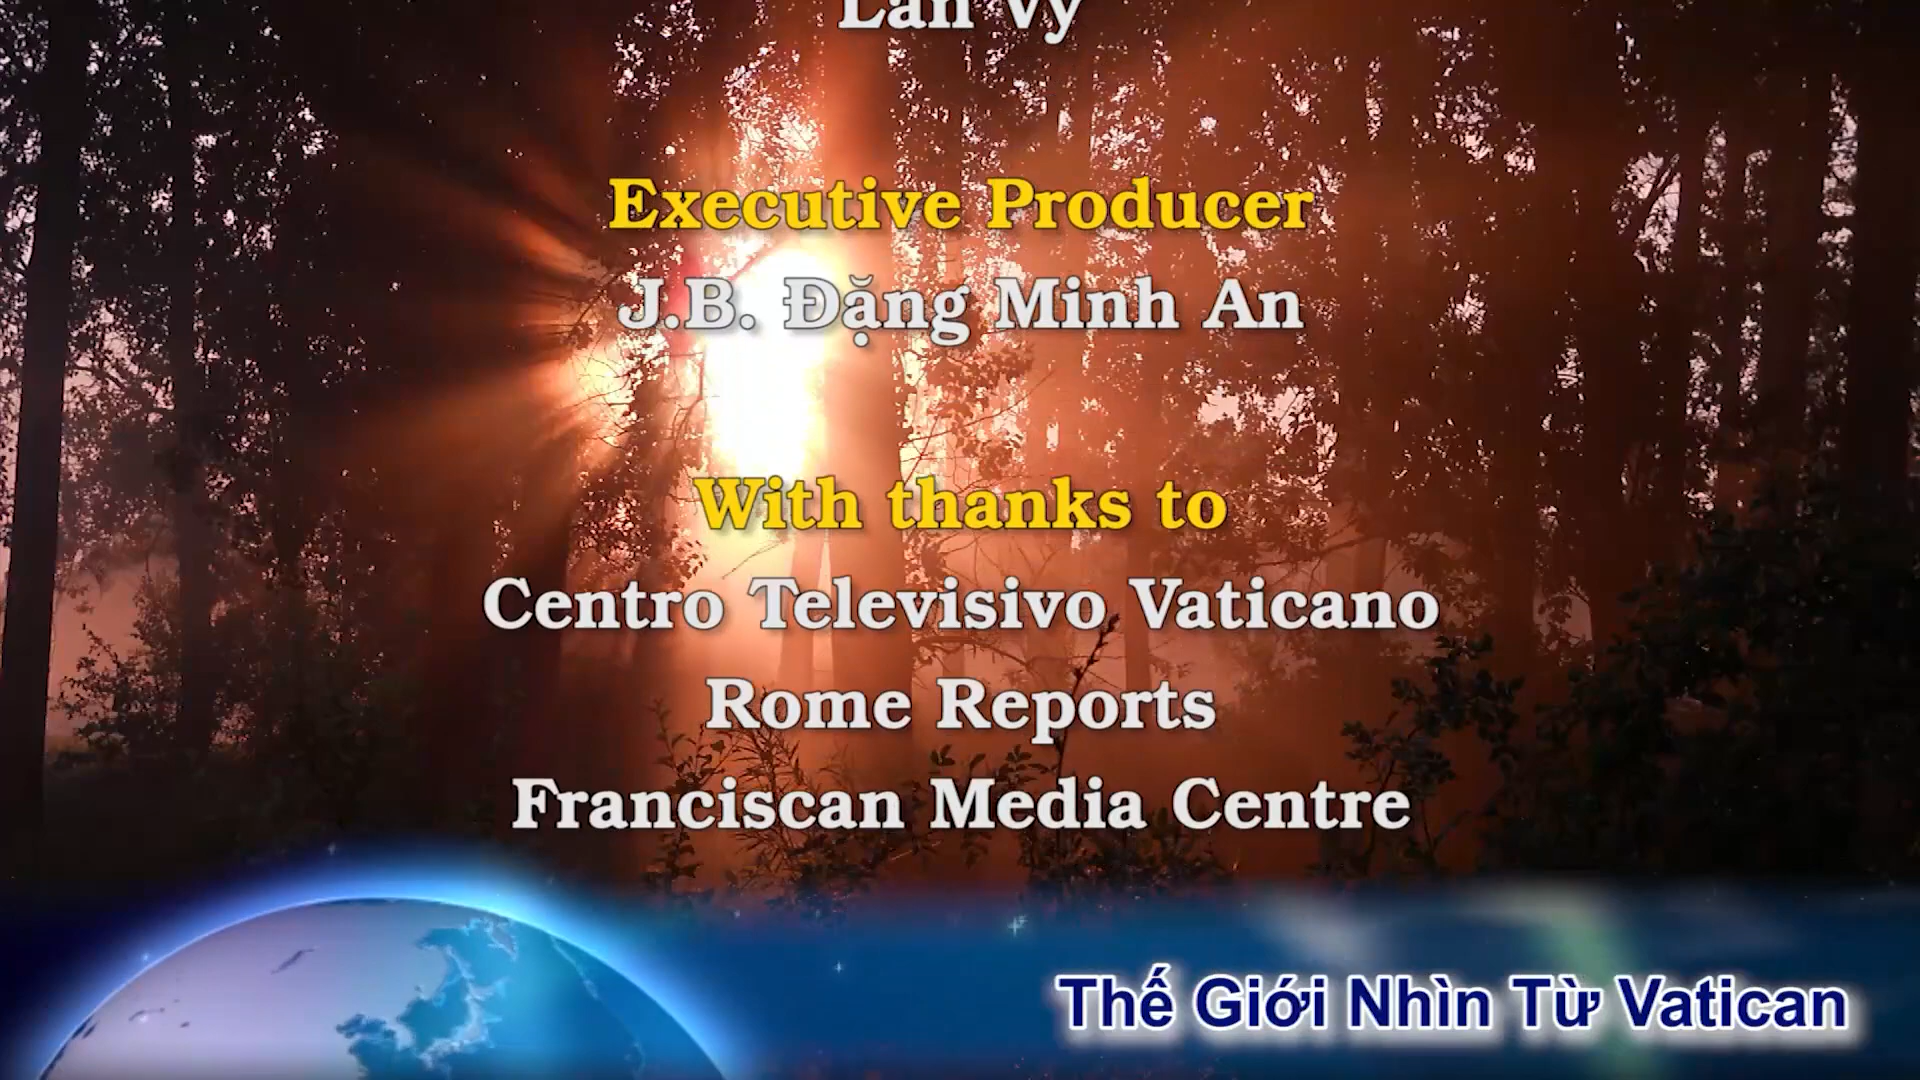 Executive Producer
J.B. Đặng Minh An
With thanks to
Centro Televisivo Vaticano
Rome Reports
Franciscan Media Centre
Thế Giới Nhìn Từ Vatican